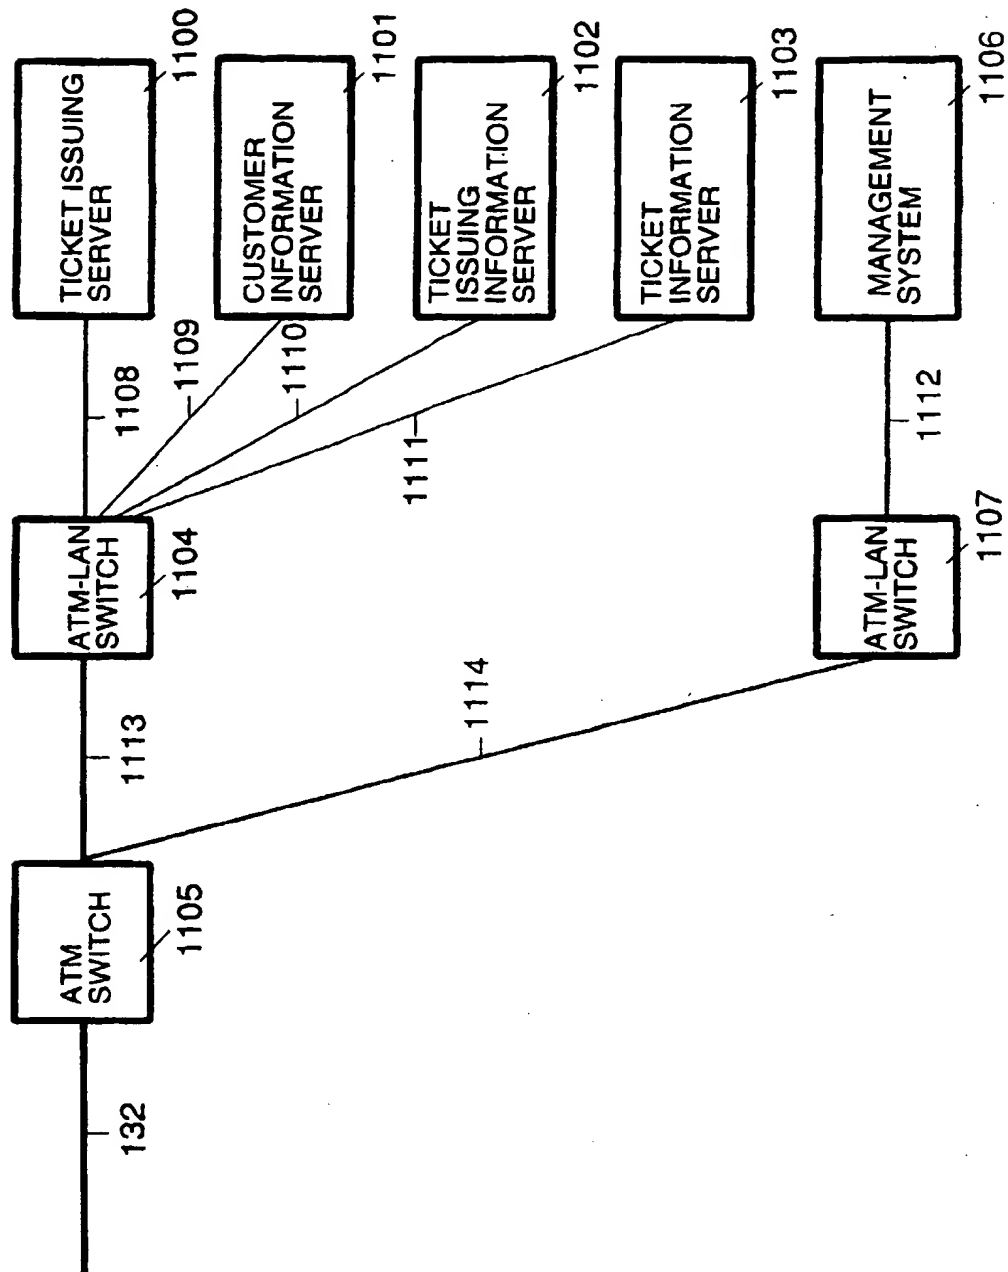 TICKET ISSUING
SERVER
1100
CUSTOMER
INFORMATION
SERVER
1101
TICKET
ISSUING
INFORMATION
SERVER
1102
TICKET
INFORMATION
SERVER
1103
MANAGEMENT
SYSTEM
1106
1108
1109
1110
1111
1112
ATM-LAN
SWITCH
1104
ATM-LAN
SWITCH
1107
1113
1114
ATM
SWITCH
1105
132